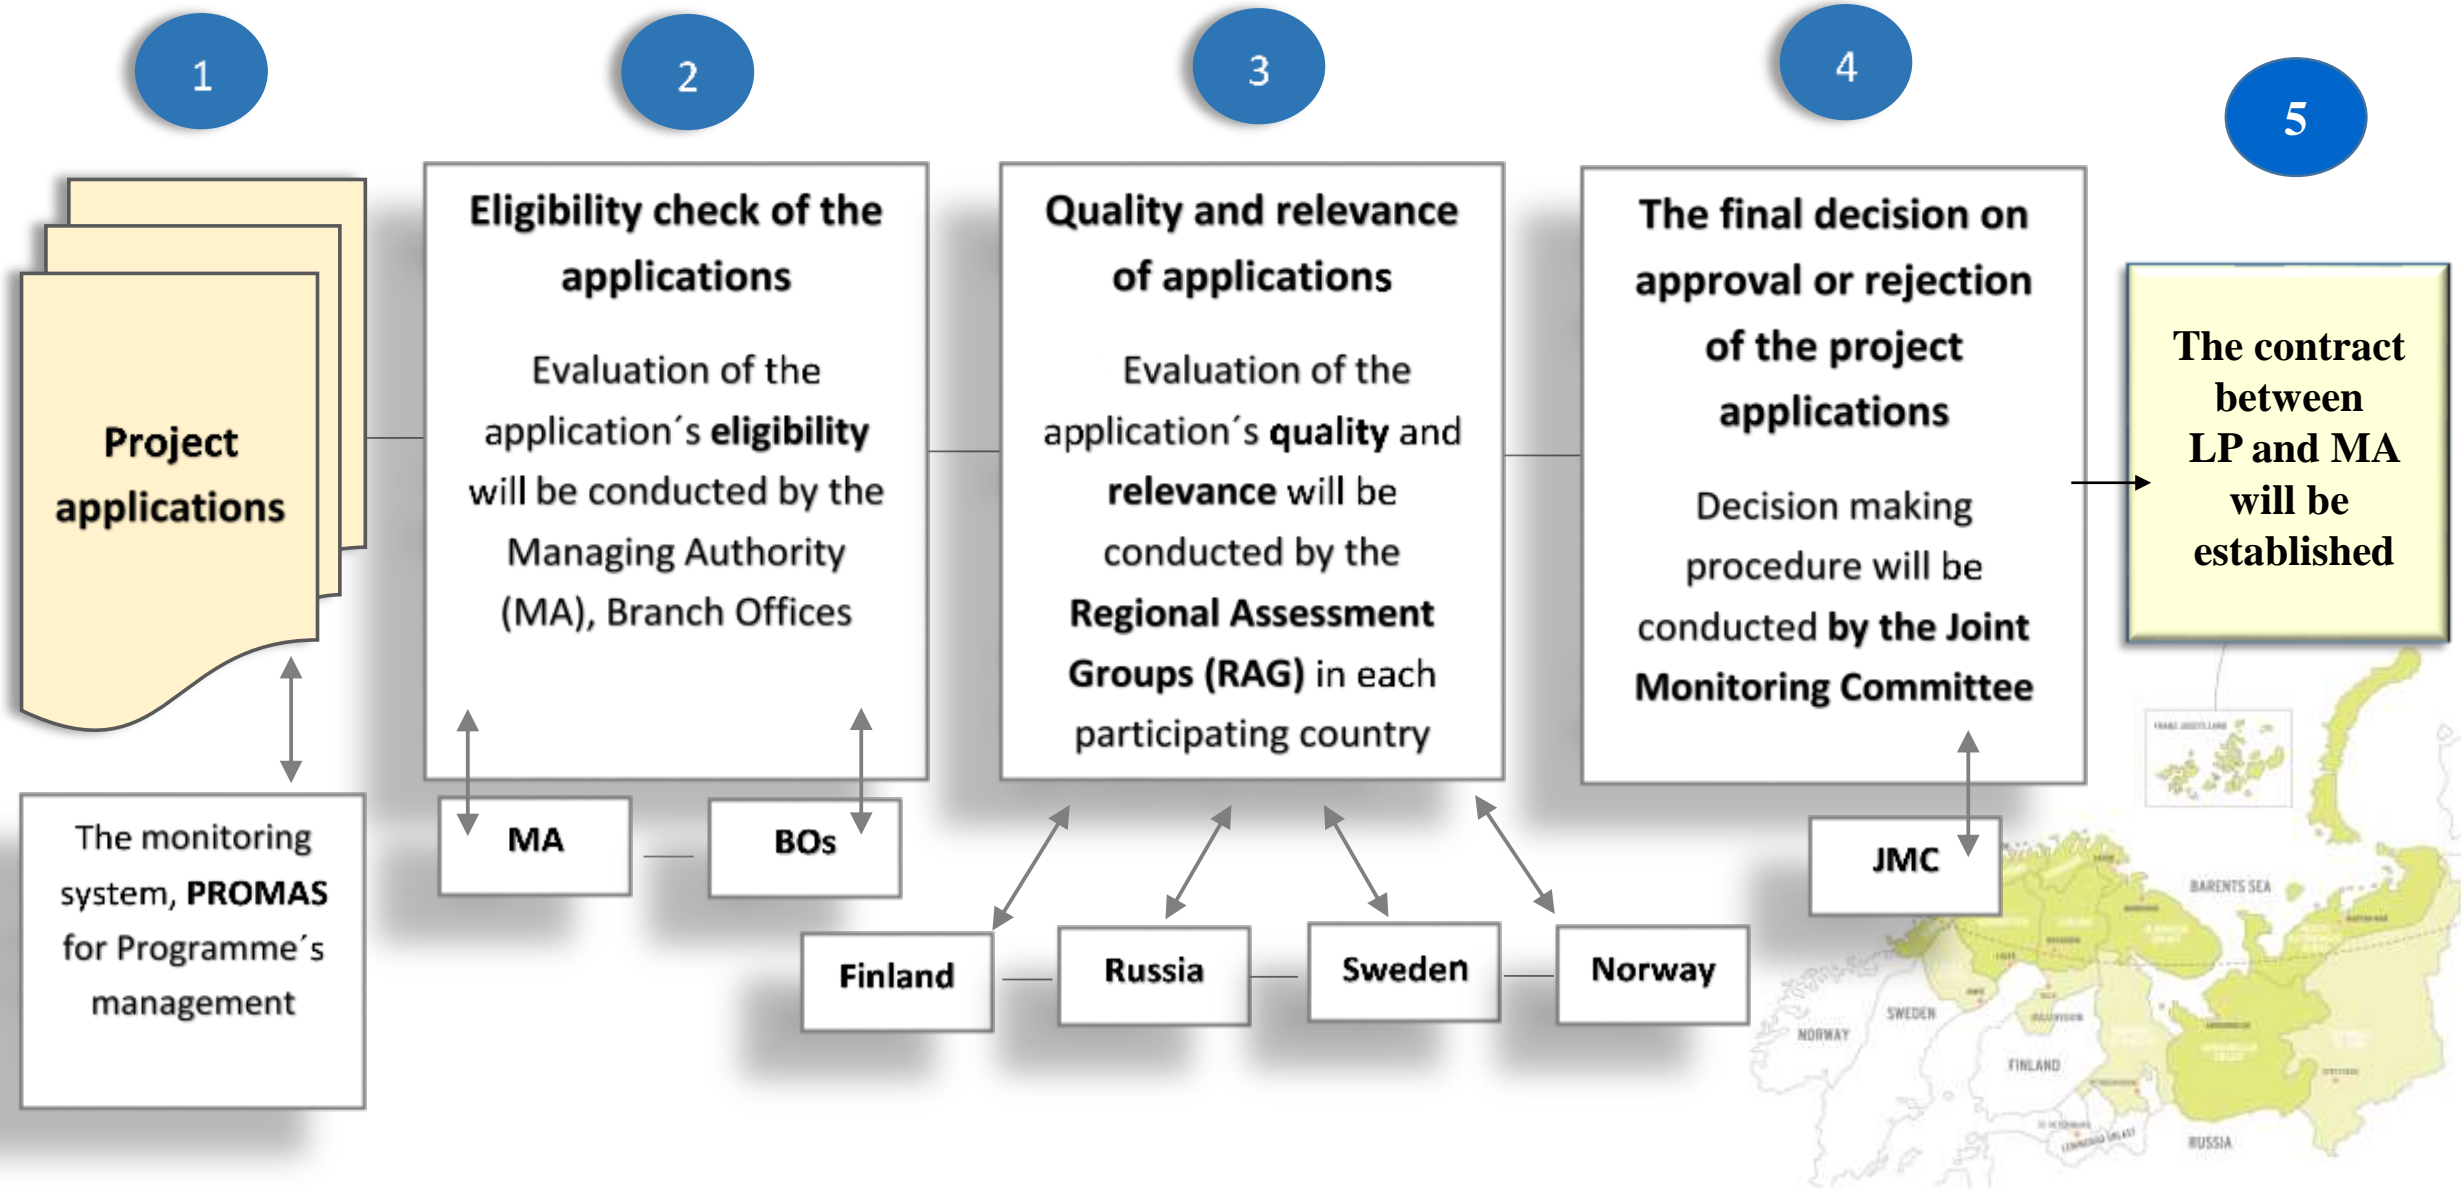 1
2
3
4
5
Project
applications
The monitoring
system, PROMAS
for Programme´s
management
Eligibility check of the
applications
Evaluation of the
application´s eligibility
will be conducted by the
Managing Authority
(MA), Branch Offices
MA
BOs
Quality and relevance
of applications
Evaluation of the
application´s quality and
relevance will be
conducted by the
Regional Assessment
Groups (RAG) in each
participating country
Finland
Russia
Sweden
Norway
The final decision on
approval or rejection
of the project
applications
Decision making
procedure will be
conducted by the Joint
Monitoring Committee
JMC
The contract
between
LP and MA
will be
established
BARENTS SEA
SWEDEN
NORWAY
FINLAND
RUSSIA